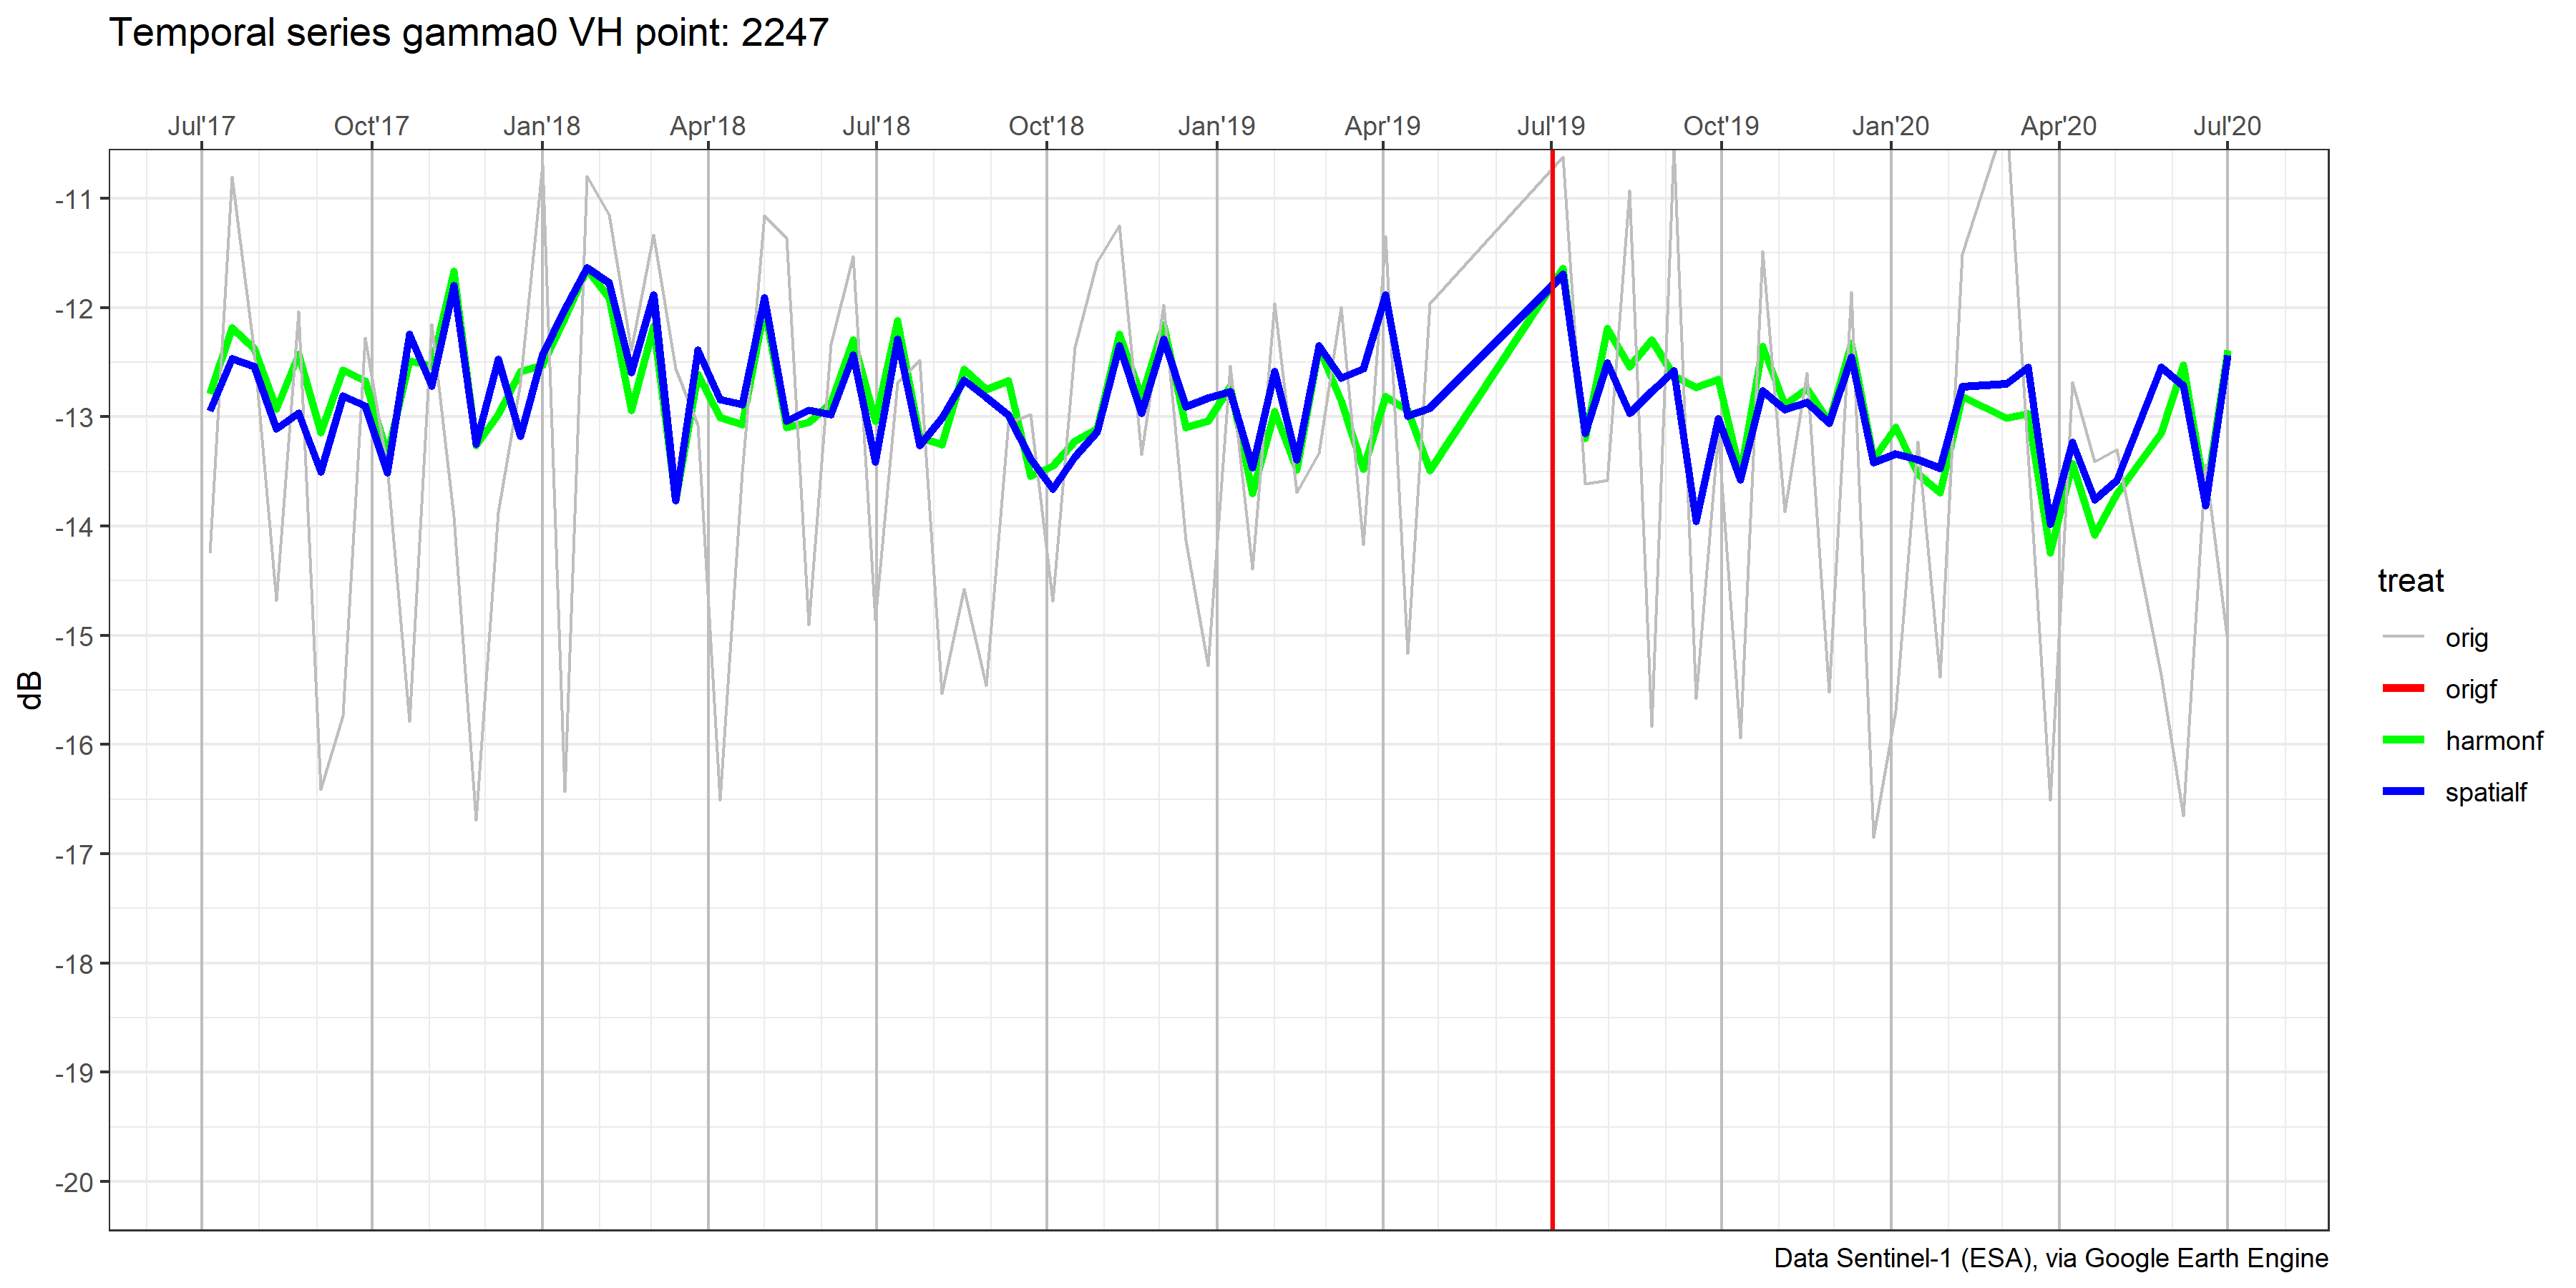 Temporal series gamma0 VH point: 2247
Jul'17 Oct'17 Jan'18 Apr'18 Jul'18 Oct'18 Jan'19 Apr'19 Jul'19 Oct'19 Jan'20 Apr'20 Jul'20
-11
-12
-13
-14
-15
-16
-17
-18
-19
-20
dB
treat
orig
origf
harmonf
spatialf
Data Sentinel-1 (ESA), via Google Earth Engine